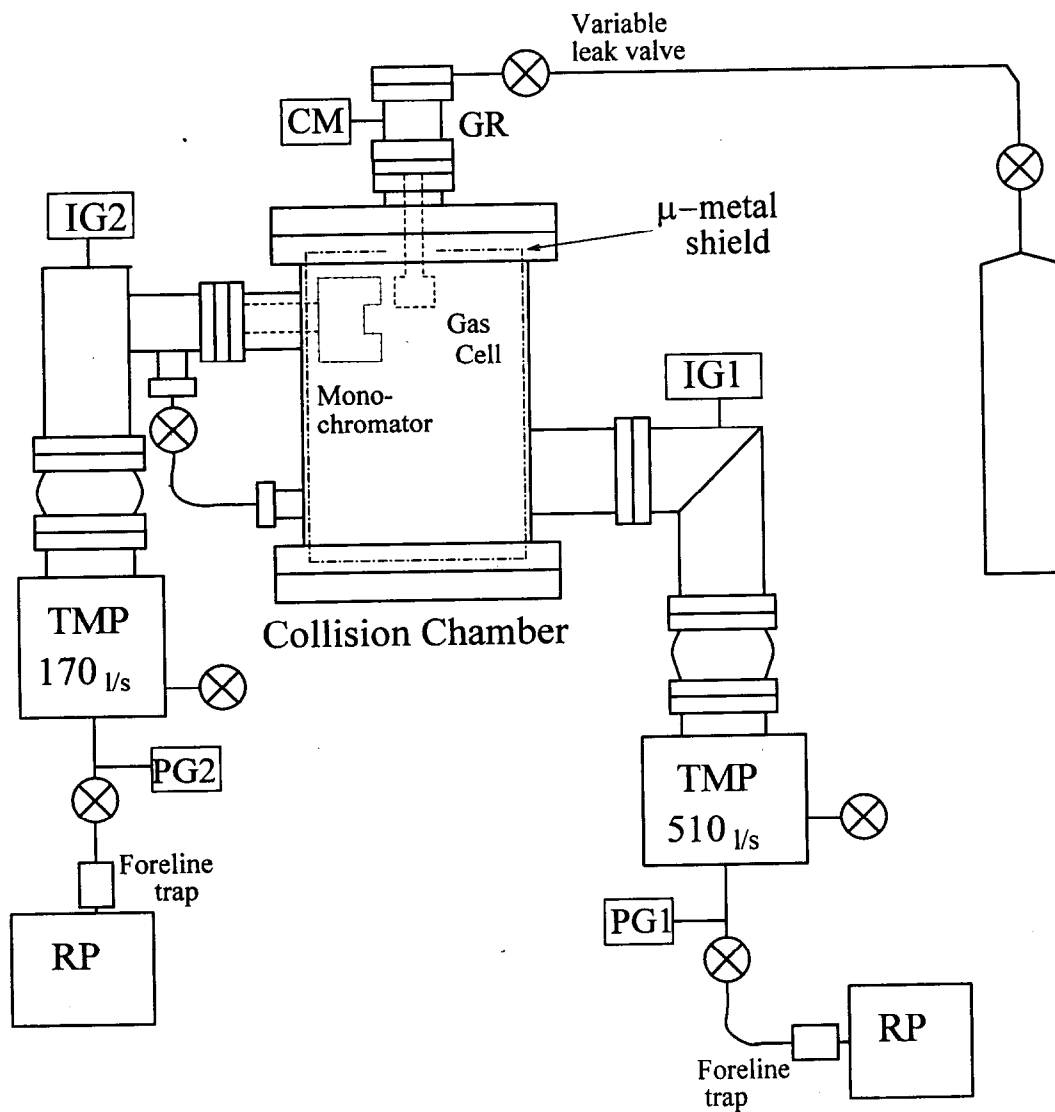 Variable
leak valve
CM
GR
IG2
μ-metal
shield
Gas
Cell
IG1
Mono-
chromator
TMP
170 l/s
Collision Chamber
PG2
TMP
510 l/s
Foreline
trap
RP
PG1
RP
Foreline
trap